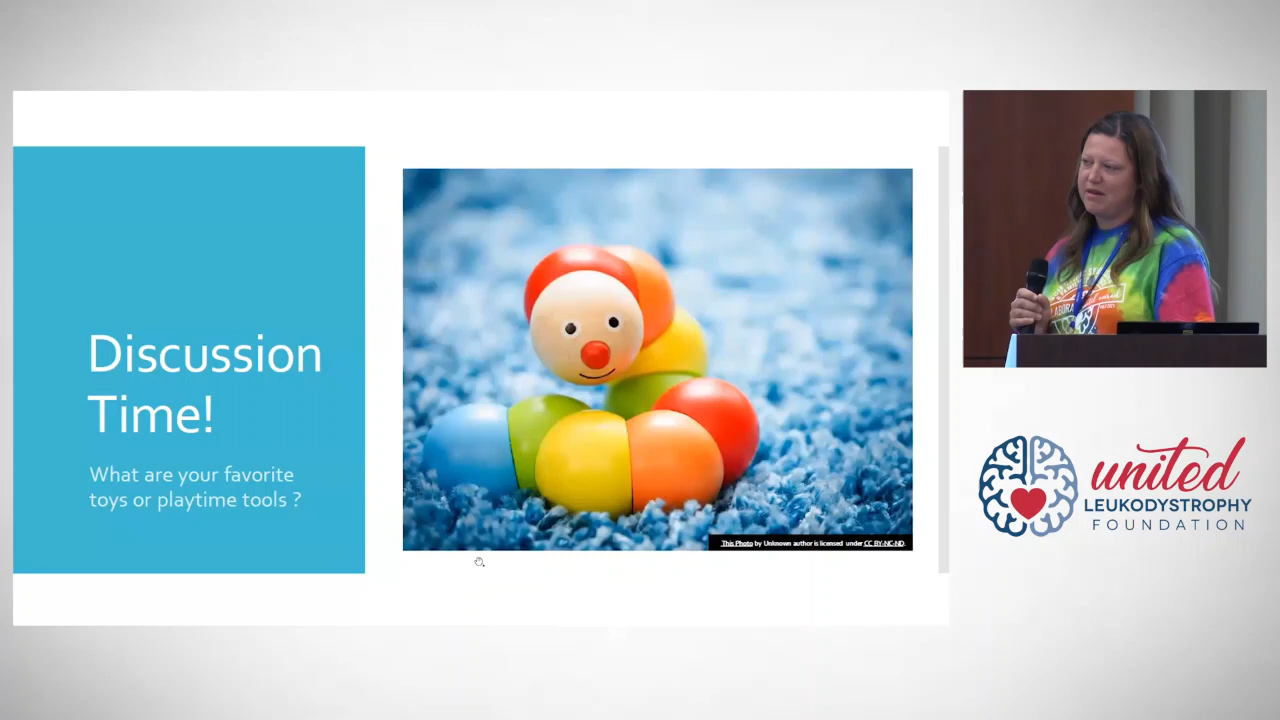 Discussion
Time!
What are your favorite
toys or playtime tools ?
This Photo by Unknown author is licensed under CC BY-NC-ND.
united
LEUKODYSTROPHY
FOUNDATION